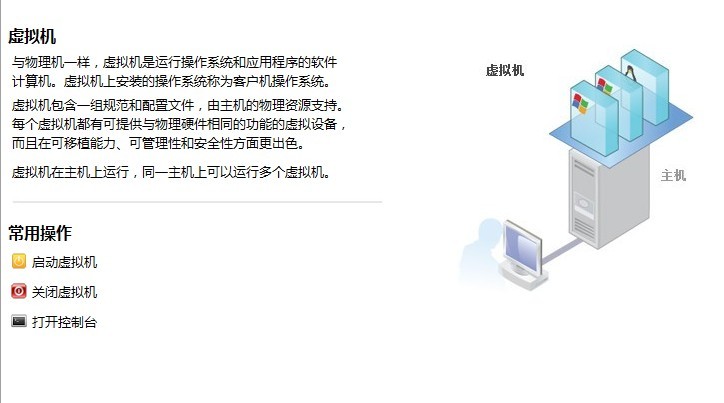 虚拟机
与物理机一样，虚拟机是运行操作系统和应用程序的软件
计算机。虚拟机上安装的操作系统称为客户机操作系统。
虚拟机包含一组规范和配置文件，由主机的物理资源支持。
每个虚拟机都有可提供与物理硬件相同的功能的虚拟设备，
而且在可移植能力、可管理性和安全性方面更出色。
虚拟机在主机上运行，同一主机上可以运行多个虚拟机。
常用操作
启动虚拟机
关闭虚拟机
打开控制台
虚拟机
主机